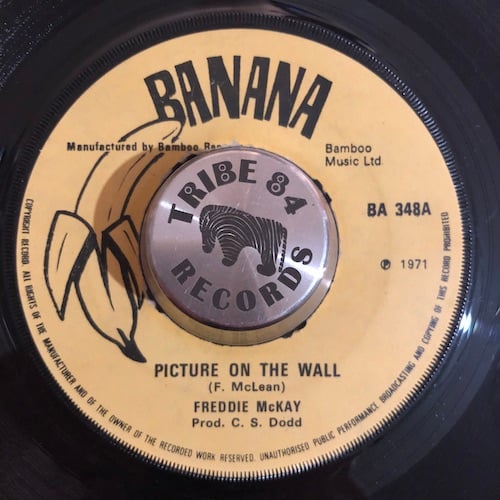 BANANA
Manufactured by Bamboo
Bamboo
Music Ltd
BA 348A
TRIBE 84
RECORDS
℗ 1971
PICTURE ON THE WALL
(F. McLean)
FREDDIE McKAY
Prod. C. S. Dodd
COPYRIGHT RECORD. ALL RIGHTS OF THE MANUFACTURER AND OF THE OWNER OF THE RECORDED WORK RESERVED. UNAUTHORISED PUBLIC PERFORMANCE BROADCASTING AND COPYING OF THIS RECORD PROHIBITED